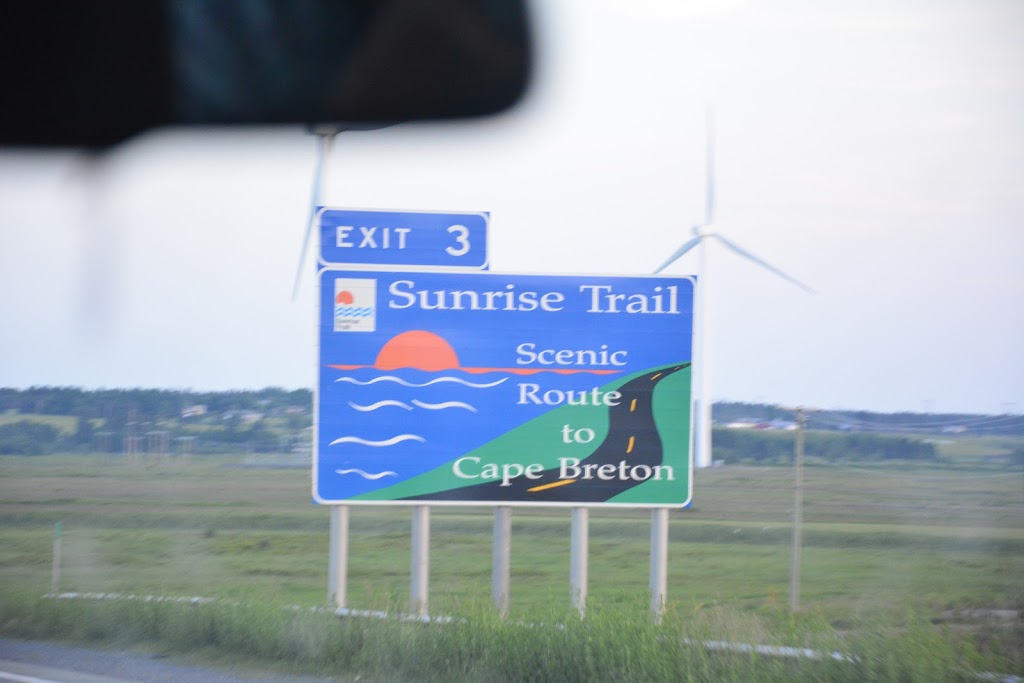 EXIT 3
Sunrise Trail
Scenic
Route
to
Cape Breton